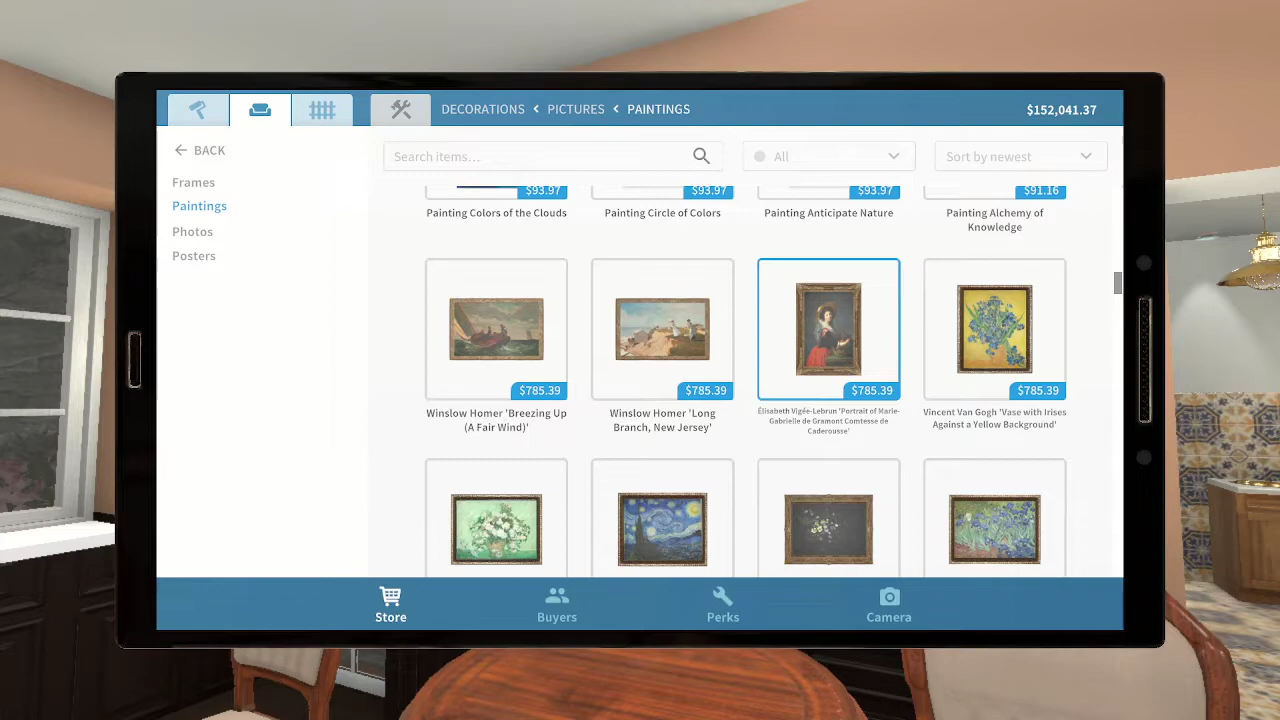 DECORATIONS < PICTURES < PAINTINGS
$152,041.37
BACK
Search items...
All
Sort by newest
Frames
Paintings
Photos
Posters
$93.97
$93.97
$93.97
$91.16
Painting Colors of the Clouds
Painting Circle of Colors
Painting Anticipate Nature
Painting Alchemy of
Knowledge
$785.39
$785.39
$785.39
$785.39
Winslow Homer 'Breezing Up
(A Fair Wind)'
Winslow Homer 'Long
Branch, New Jersey'
Élisabeth Vigée-Lebrun 'Portrait of Marie-
Gabrielle de Gramont Comtesse de
Caderousse'
Vincent Van Gogh 'Vase with Irises
Against a Yellow Background'
Store
Buyers
Perks
Camera